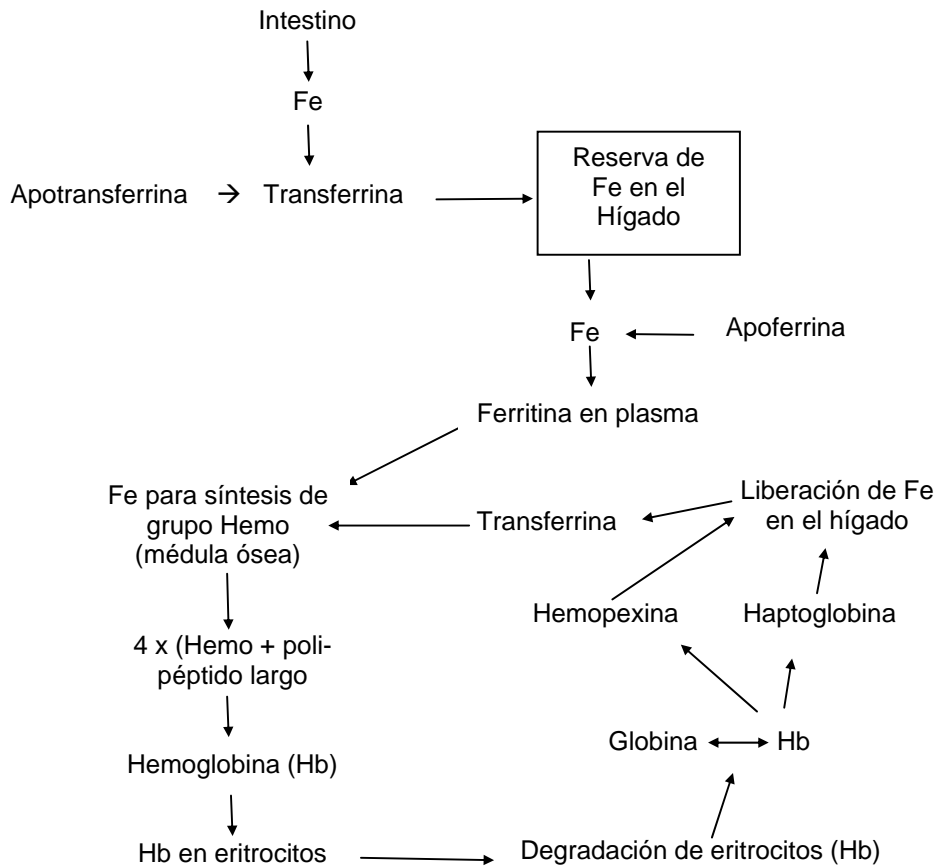 Intestino
Fe
Apotransferrina → Transferrina
Reserva de
Fe en el
Hígado
Fe
Apoferrina
Ferritina en plasma
Fe para síntesis de
grupo Hemo
(médula ósea)
Transferrina
Liberación de Fe
en el hígado
Hemopexina
Haptoglobina
4 x (Hemo + poli-
péptido largo
Globina
Hb
Hemoglobina (Hb)
Hb en eritrocitos
Degradación de eritrocitos (Hb)